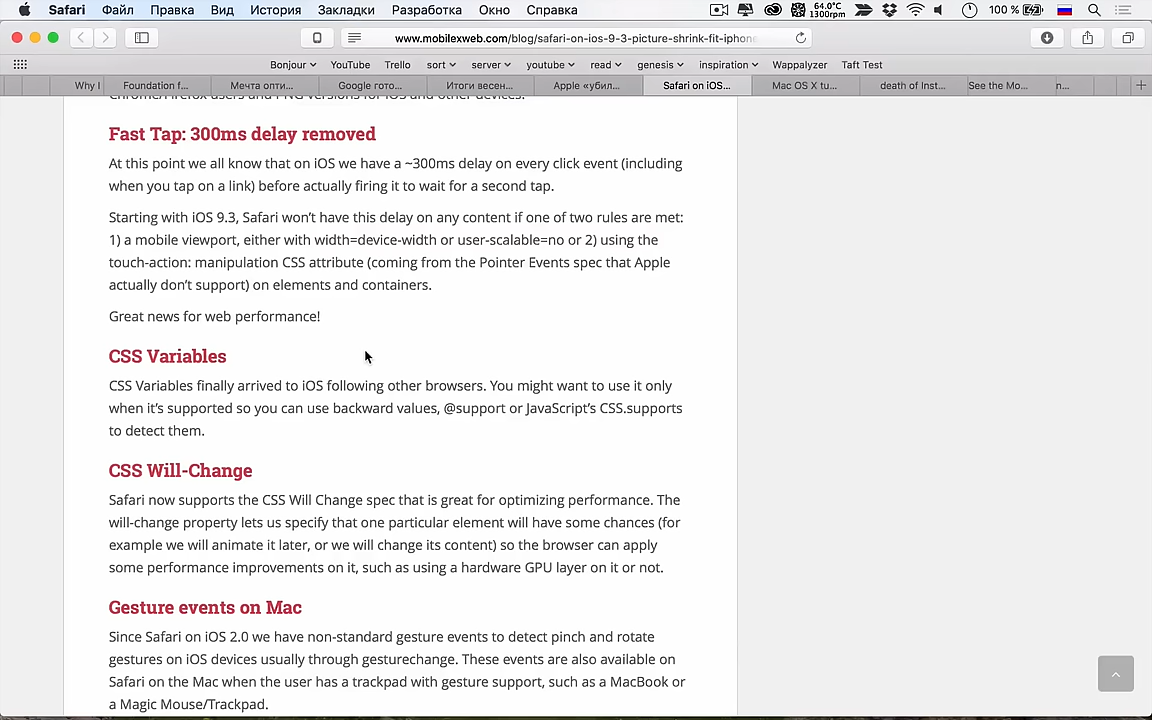 Safari Файл Правка Вид История Закладки Разработка Окно Справка 64.0°C 1300rpm 100 %
www.mobilexweb.com/blog/safari-on-ios-9-3-picture-shrink-fit-iphone
Bonjour YouTube Trello sort server youtube read genesis inspiration Wappalyzer Taft Test
Why I Foundation f... Мечта опти... Google гото... Итоги весен... Apple «убил... Safari on iOS... Mac OS X tu... death of Inst... See the Mo... n...
Chrome/Firefox users and PNG versions for iOS and other devices.
Fast Tap: 300ms delay removed
At this point we all know that on iOS we have a ~300ms delay on every click event (including
when you tap on a link) before actually firing it to wait for a second tap.
Starting with iOS 9.3, Safari won’t have this delay on any content if one of two rules are met:
1) a mobile viewport, either with width=device-width or user-scalable=no or 2) using the
touch-action: manipulation CSS attribute (coming from the Pointer Events spec that Apple
actually don’t support) on elements and containers.
Great news for web performance!
CSS Variables
CSS Variables finally arrived to iOS following other browsers. You might want to use it only
when it’s supported so you can use backward values, @support or JavaScript’s CSS.supports
to detect them.
CSS Will-Change
Safari now supports the CSS Will Change spec that is great for optimizing performance. The
will-change property lets us specify that one particular element will have some chances (for
example we will animate it later, or we will change its content) so the browser can apply
some performance improvements on it, such as using a hardware GPU layer on it or not.
Gesture events on Mac
Since Safari on iOS 2.0 we have non-standard gesture events to detect pinch and rotate
gestures on iOS devices usually through gesturechange. These events are also available on
Safari on the Mac when the user has a trackpad with gesture support, such as a MacBook or
a Magic Mouse/Trackpad.